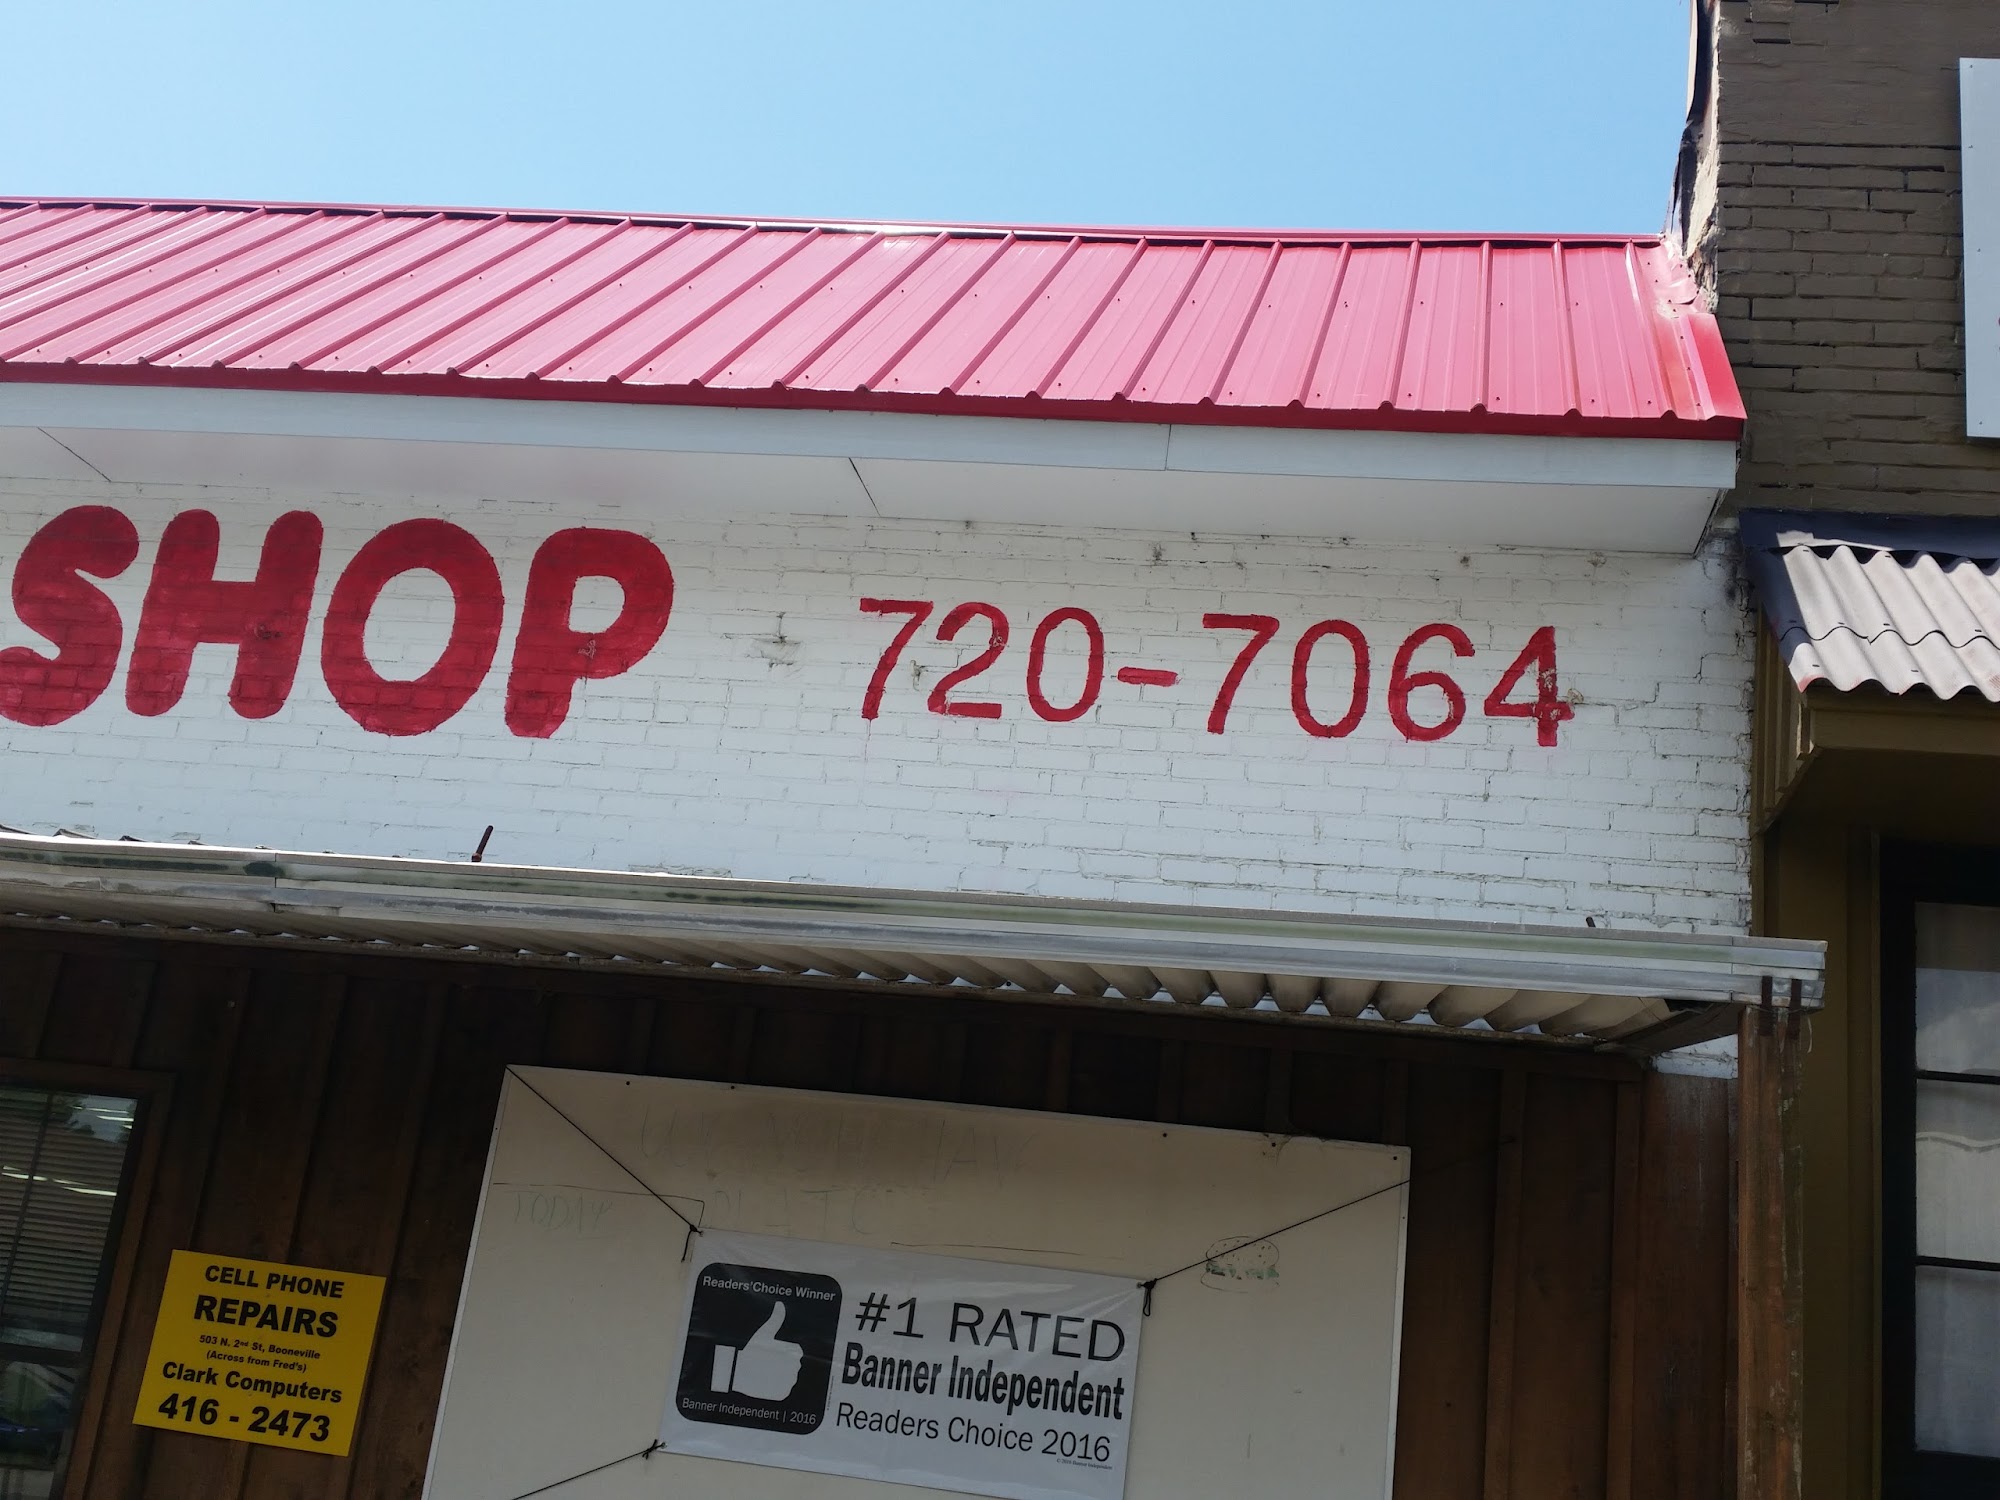 SHOP 720-7064
TODAY
CELL PHONE
REPAIRS
503 N. 2nd St, Booneville
(Across from Fred's)
Clark Computers
416 - 2473
Readers' Choice Winner
Banner Independent | 2016
#1 RATED
Banner Independent
Readers Choice 2016